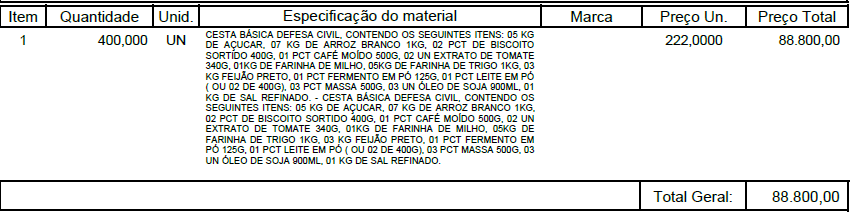 Item Quantidade Unid. Especificação do material Marca Preço Un. Preço Total
1 400,000 UN CESTA BÁSICA DEFESA CIVIL, CONTENDO OS SEGUINTES ITENS: 05 KG 222,0000 88.800,00
DE AÇUCAR, 07 KG DE ARROZ BRANCO 1KG, 02 PCT DE BISCOITO
SORTIDO 400G, 01 PCT CAFÉ MOÍDO 500G, 02 UN EXTRATO DE TOMATE
340G, 01KG DE FARINHA DE MILHO, 05KG DE FARINHA DE TRIGO 1KG, 03
KG FEIJÃO PRETO, 01 PCT FERMENTO EM PÓ 125G, 01 PCT LEITE EM PÓ
( OU 02 DE 400G), 03 PCT MASSA 500G, 03 UN ÓLEO DE SOJA 900ML, 01
KG DE SAL REFINADO. - CESTA BÁSICA DEFESA CIVIL, CONTENDO OS
SEGUINTES ITENS: 05 KG DE AÇUCAR, 07 KG DE ARROZ BRANCO 1KG,
02 PCT DE BISCOITO SORTIDO 400G, 01 PCT CAFÉ MOÍDO 500G, 02 UN
EXTRATO DE TOMATE 340G, 01KG DE FARINHA DE MILHO, 05KG DE
FARINHA DE TRIGO 1KG, 03 KG FEIJÃO PRETO, 01 PCT FERMENTO EM
PÓ 125G, 01 PCT LEITE EM PÓ ( OU 02 DE 400G), 03 PCT MASSA 500G, 03
UN ÓLEO DE SOJA 900ML, 01 KG DE SAL REFINADO.
Total Geral: 88.800,00